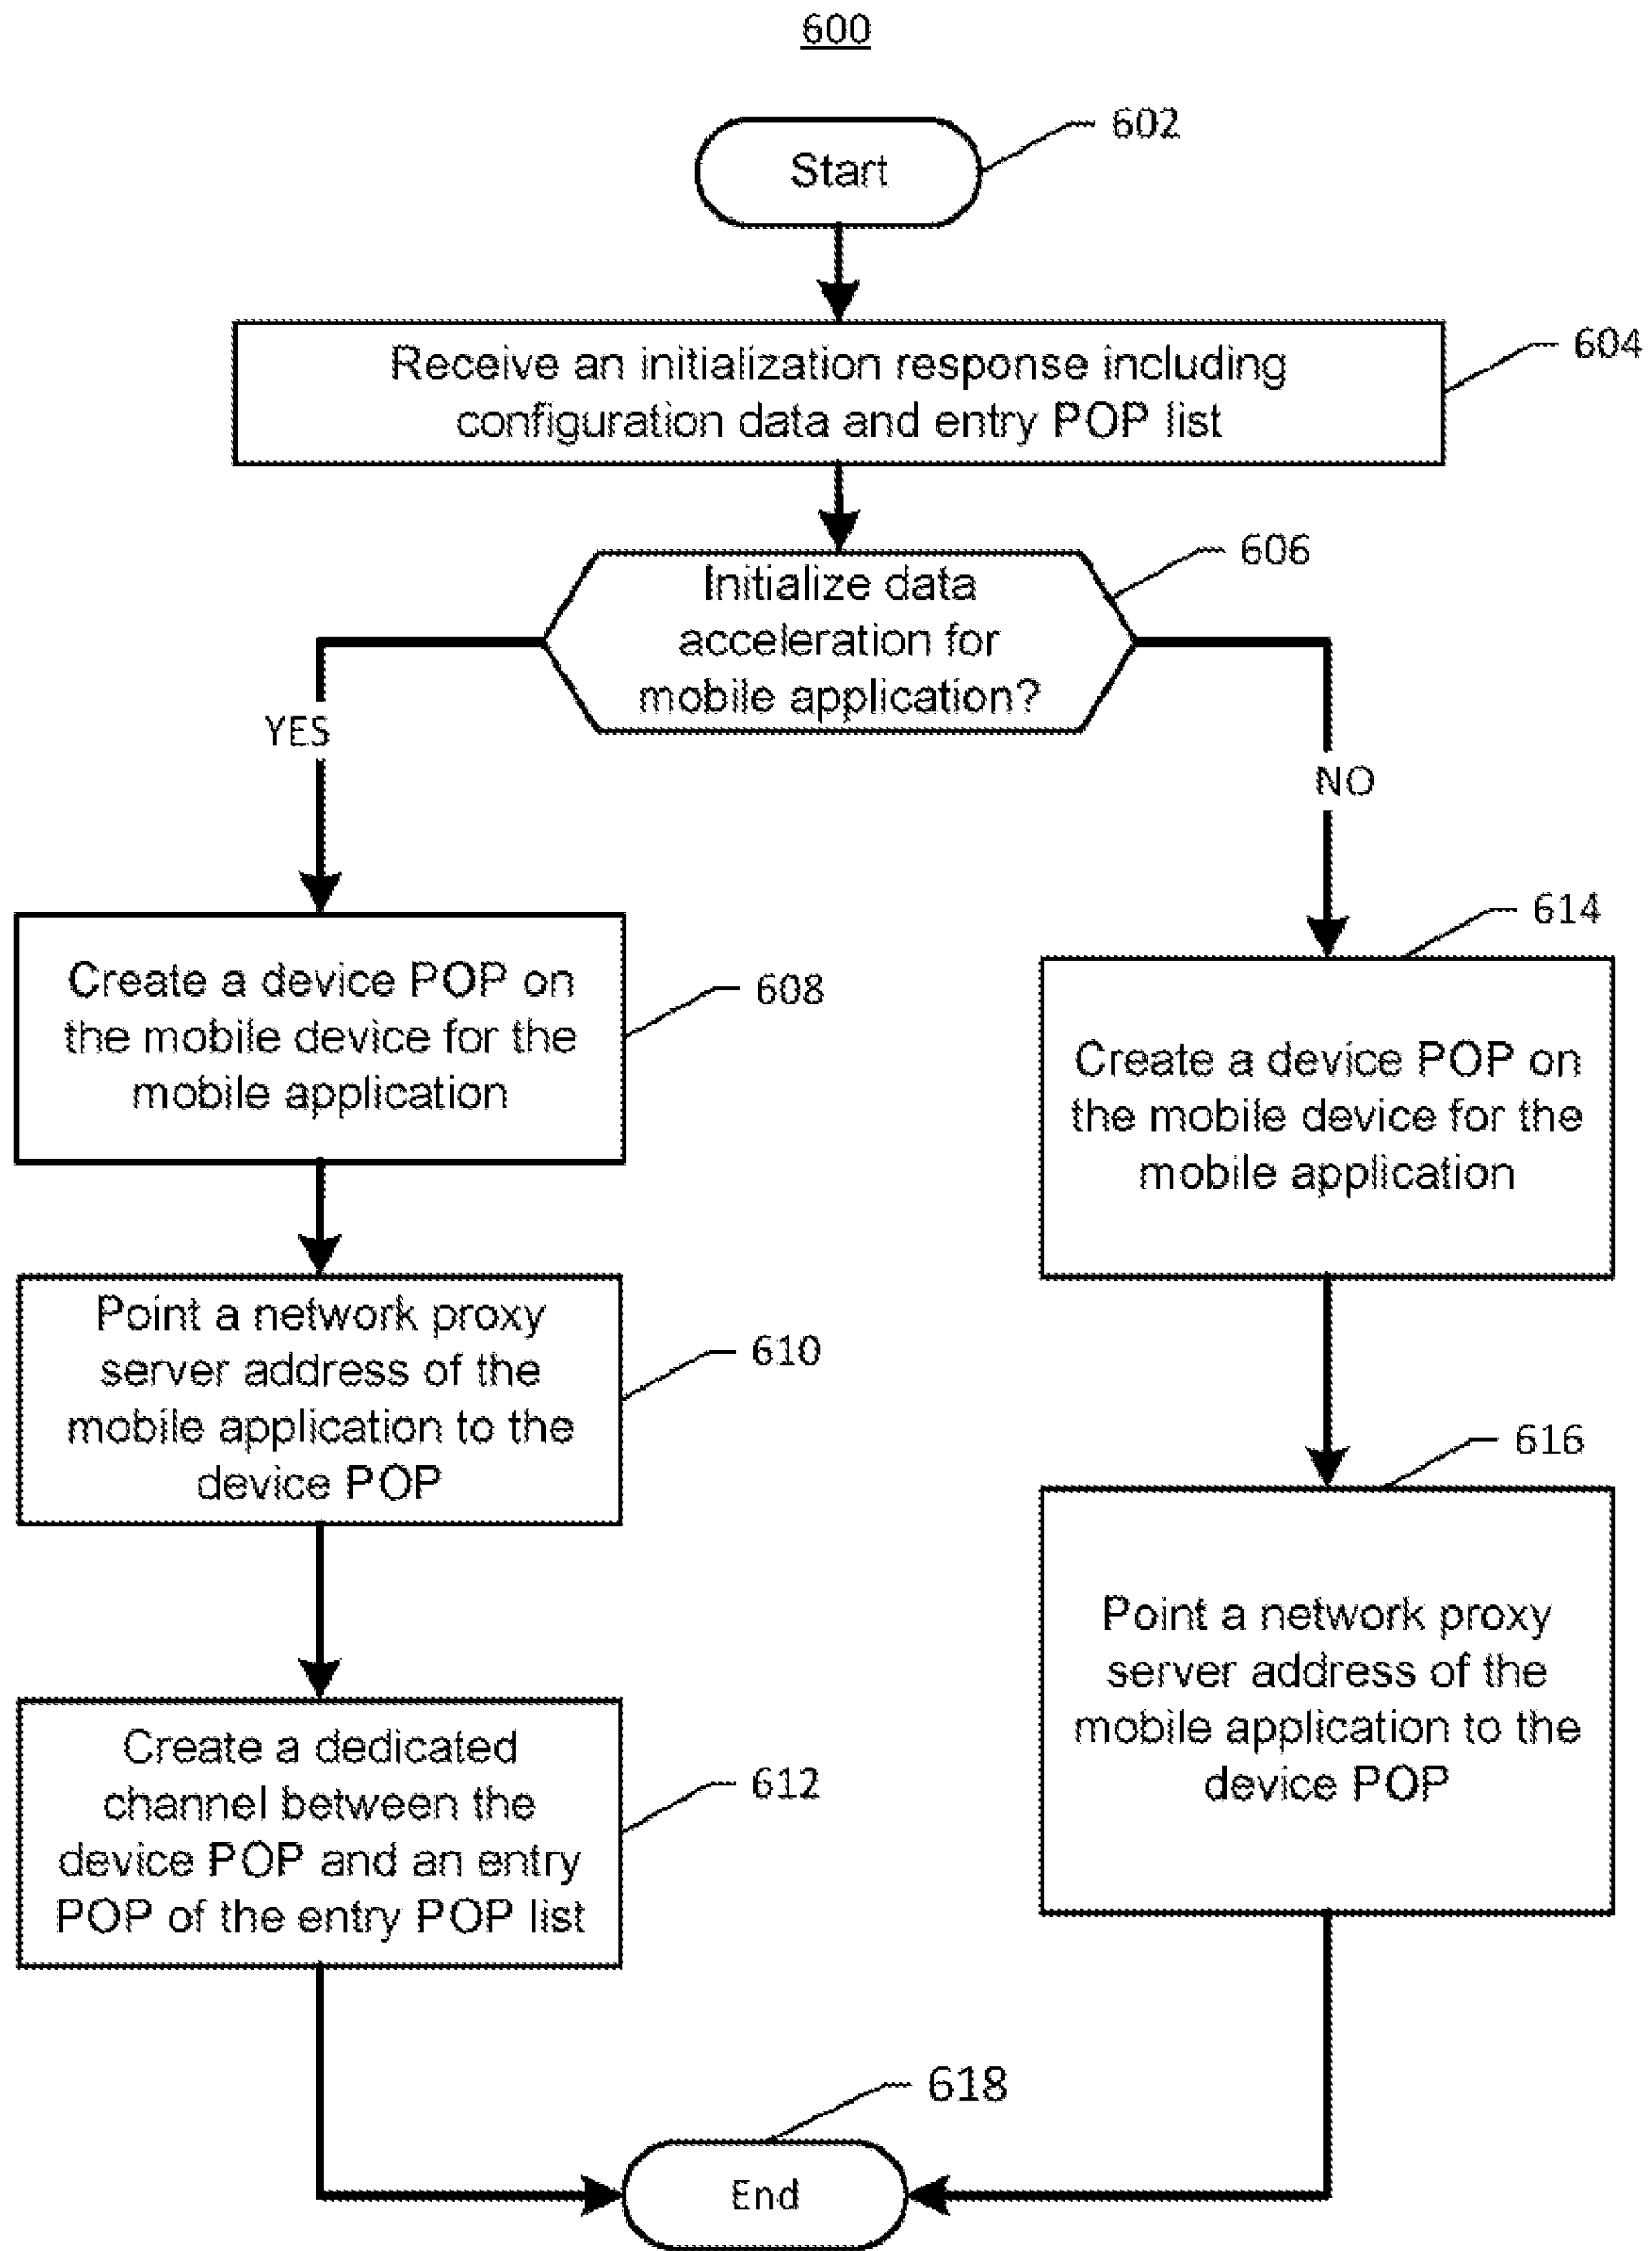 600
602
Start
604
Receive an initialization response including
configuration data and entry POP list
606
Initialize data
acceleration for
mobile application?
YES
NO
608
Create a device POP on
the mobile device for the
mobile application
614
Create a device POP on
the mobile device for the
mobile application
610
Point a network proxy
server address of the
mobile application to the
device POP
616
Point a network proxy
server address of the
mobile application to the
device POP
612
Create a dedicated
channel between the
device POP and an entry
POP of the entry POP list
618
End